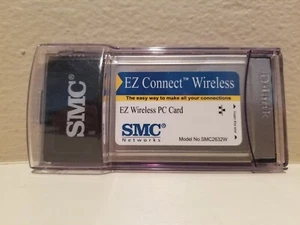 SMC®
EZ Connect™ Wireless
The easy way to make all your connections
EZ Wireless PC Card
SMC®
Networks
Model No: SMC2632W